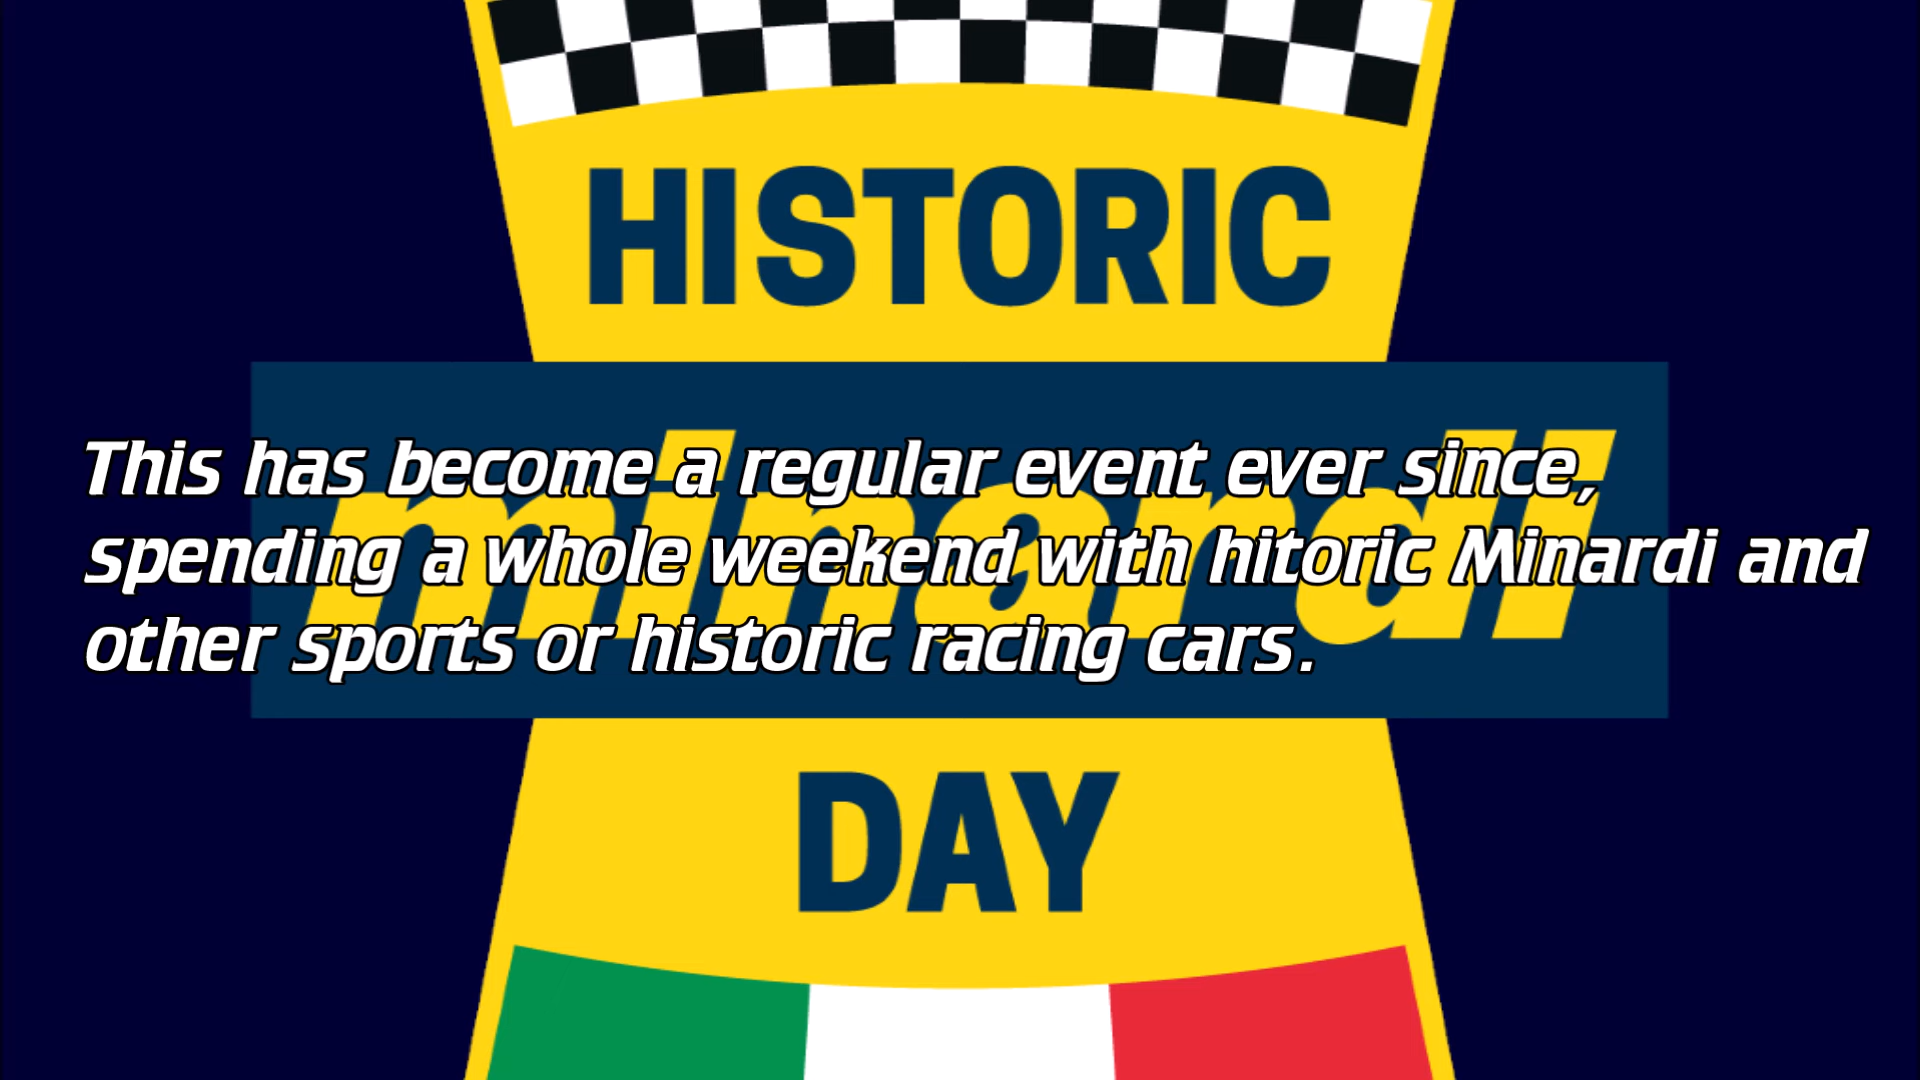 HISTORIC
minardi
This has become a regular event ever since,
spending a whole weekend with hitoric Minardi and
other sports or historic racing cars.
DAY